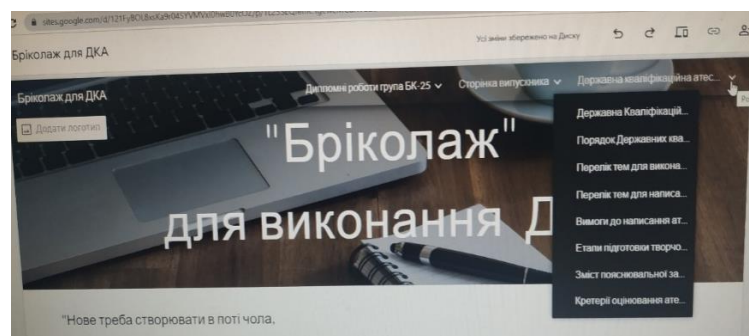 sites.google.com/d/
Бріколаж для ДКА
Усі зміни збережено на Диску
Бріколаж для ДКА
Дипломні роботи група БК-25
Сторінка випускника
Державна кваліфікаційна атес...
Додати логотип
"Бріколаж"
для виконання Д
Державна Кваліфікацій...
Порядок Державних ква...
Перелік тем для викона...
Перелік тем для написа...
Вимоги до написання ат...
Етапи підготовки творчо...
Зміст пояснювальної за...
Кретерії оцінювання ате...
"Нове треба створювати в поті чола,